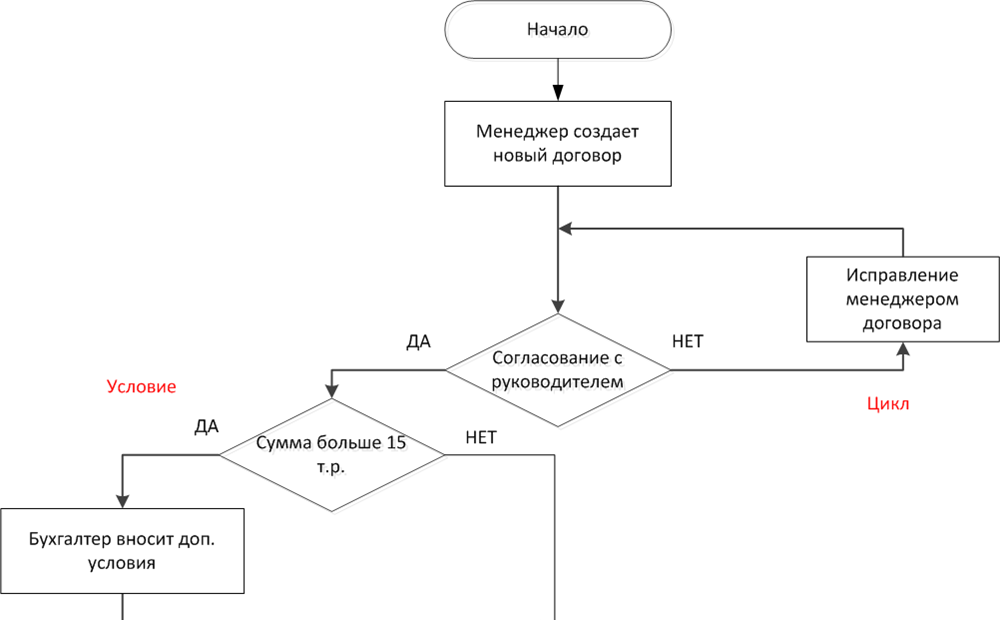 Начало
Менеджер создает
новый договор
Исправление
менеджером
договора
ДА
НЕТ
Согласование с
руководителем
Условие
Цикл
ДА
НЕТ
Сумма больше 15
т.р.
Бухгалтер вносит доп.
условия